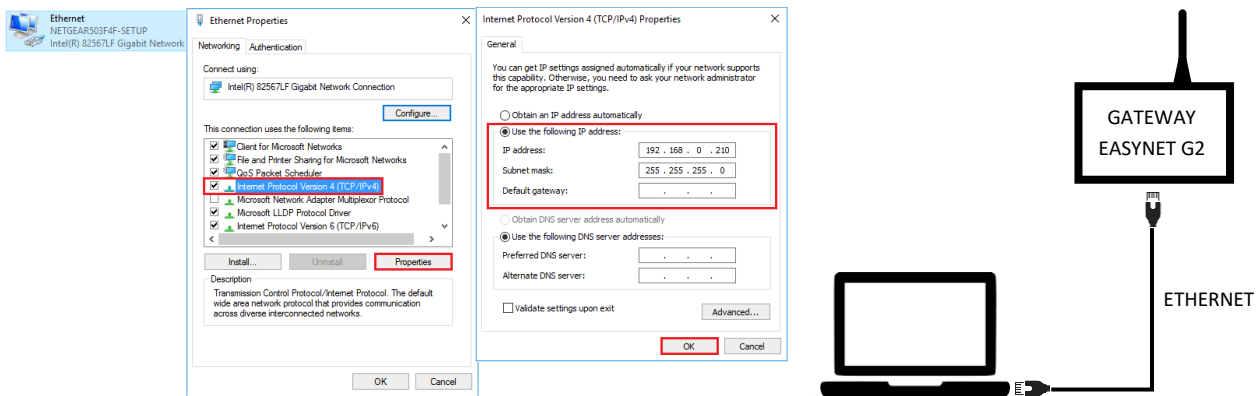 Ethernet
NETGEAR503F4F-SETUP
Intel(R) 82567LF Gigabit Network
Ethernet Properties
Networking
Authentication
Connect using:
Intel(R) 82567LF Gigabit Network Connection
Configure...
This connection uses the following items:
Client for Microsoft Networks
File and Printer Sharing for Microsoft Networks
QoS Packet Scheduler
Internet Protocol Version 4 (TCP/IPv4)
Microsoft Network Adapter Multiplexor Protocol
Microsoft LLDP Protocol Driver
Internet Protocol Version 6 (TCP/IPv6)
Install...
Uninstall
Properties
Description
Transmission Control Protocol/Internet Protocol. The default
wide area network protocol that provides communication
across diverse interconnected networks.
OK
Cancel
Internet Protocol Version 4 (TCP/IPv4) Properties
General
You can get IP settings assigned automatically if your network supports
this capability. Otherwise, you need to ask your network administrator
for the appropriate IP settings.
Obtain an IP address automatically
Use the following IP address:
IP address: 192 . 168 . 0 . 210
Subnet mask: 255 . 255 . 255 . 0
Default gateway: . . .
Obtain DNS server address automatically
Use the following DNS server addresses:
Preferred DNS server: . . .
Alternate DNS server: . . .
Validate settings upon exit
Advanced...
OK
Cancel
GATEWAY
EASYNET G2
ETHERNET